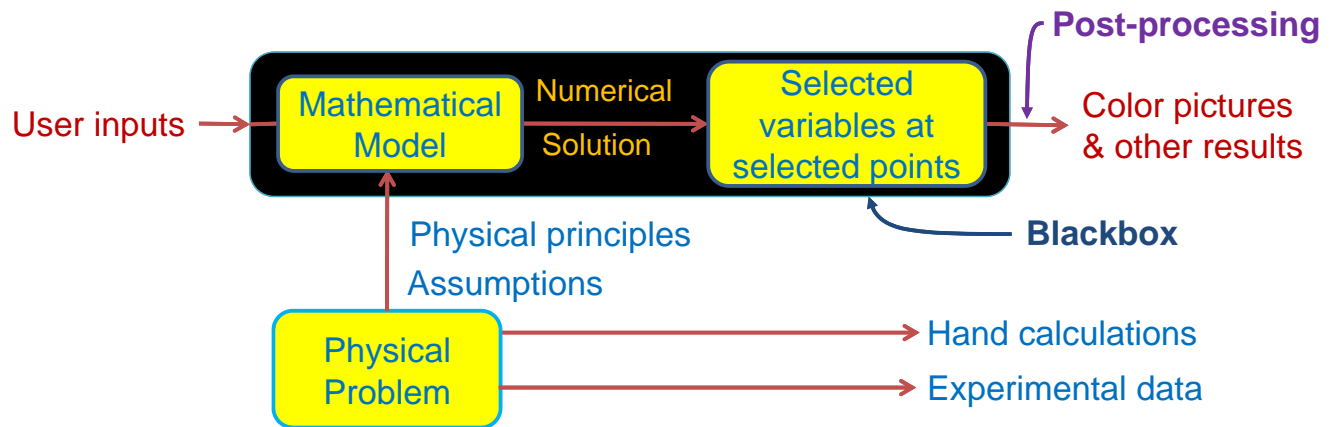 Post-processing
User inputs
Mathematical
Model
Numerical
Solution
Selected
variables at
selected points
Color pictures
& other results
Physical principles
Assumptions
Blackbox
Physical
Problem
Hand calculations
Experimental data